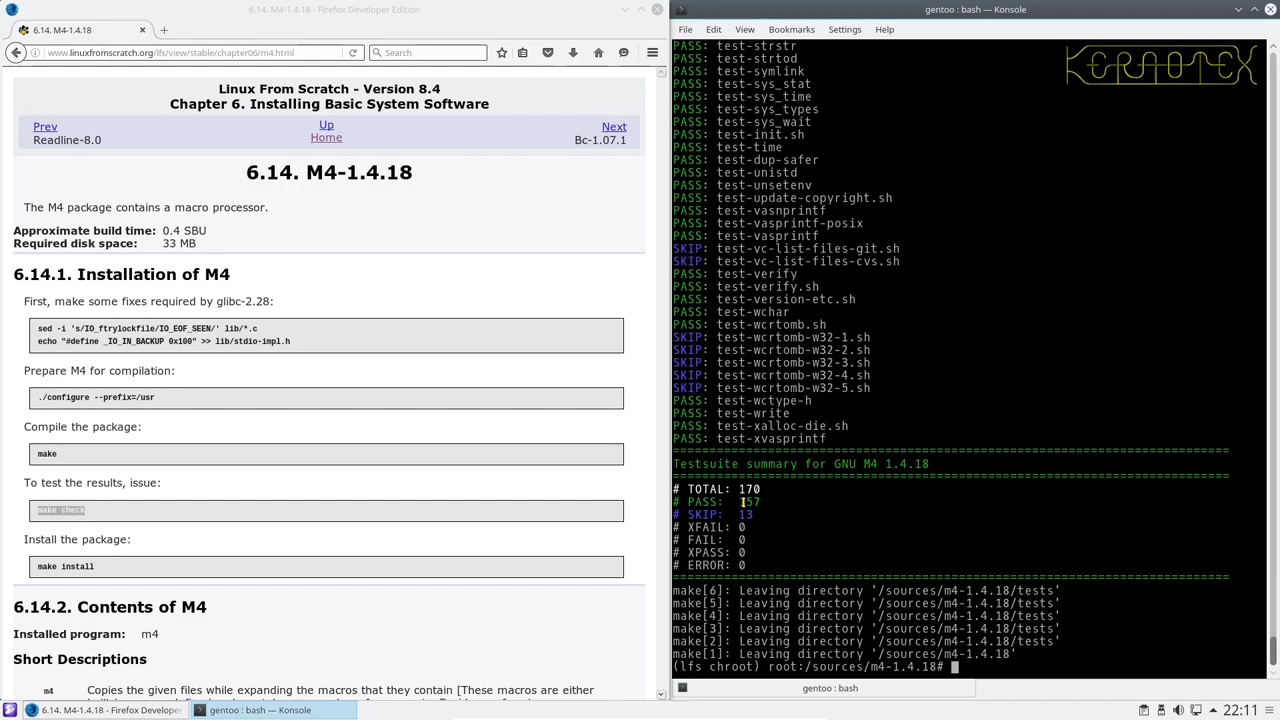 6.14. M4-1.4.18 - Firefox Developer Edition
6.14. M4-1.4.18
www.linuxfromscratch.org/lfs/view/stable/chapter06/m4.html
Search
Linux From Scratch - Version 8.4
Chapter 6. Installing Basic System Software
Prev
Up
Next
Readline-8.0
Home
Bc-1.07.1
6.14. M4-1.4.18
The M4 package contains a macro processor.
Approximate build time: 0.4 SBU
Required disk space: 33 MB
6.14.1. Installation of M4
First, make some fixes required by glibc-2.28:
sed -i 's/IO_ftrylockfile/IO_EOF_SEEN/' lib/*.c
echo "#define _IO_IN_BACKUP 0x100" >> lib/stdio-impl.h
Prepare M4 for compilation:
./configure --prefix=/usr
Compile the package:
make
To test the results, issue:
make check
Install the package:
make install
6.14.2. Contents of M4
Installed program: m4
Short Descriptions
m4 Copies the given files while expanding the macros that they contain [These macros are either
gentoo : bash — Konsole
File Edit View Bookmarks Settings Help
KERNOTEX
PASS: test-strstr
PASS: test-strtod
PASS: test-symlink
PASS: test-sys_stat
PASS: test-sys_time
PASS: test-sys_types
PASS: test-sys_wait
PASS: test-init.sh
PASS: test-time
PASS: test-dup-safer
PASS: test-unistd
PASS: test-unsetenv
PASS: test-update-copyright.sh
PASS: test-vasnprintf
PASS: test-vasprintf-posix
PASS: test-vasprintf
SKIP: test-vc-list-files-git.sh
SKIP: test-vc-list-files-cvs.sh
PASS: test-verify
PASS: test-verify.sh
PASS: test-version-etc.sh
PASS: test-wchar
PASS: test-wcrtomb.sh
SKIP: test-wcrtomb-w32-1.sh
SKIP: test-wcrtomb-w32-2.sh
SKIP: test-wcrtomb-w32-3.sh
SKIP: test-wcrtomb-w32-4.sh
SKIP: test-wcrtomb-w32-5.sh
PASS: test-wctype-h
PASS: test-write
PASS: test-xalloc-die.sh
PASS: test-xvasprintf
============================================================================
Testsuite summary for GNU M4 1.4.18
============================================================================
# TOTAL: 170
# PASS: 157
# SKIP: 13
# XFAIL: 0
# FAIL: 0
# XPASS: 0
# ERROR: 0
============================================================================
make[6]: Leaving directory '/sources/m4-1.4.18/tests'
make[5]: Leaving directory '/sources/m4-1.4.18/tests'
make[4]: Leaving directory '/sources/m4-1.4.18/tests'
make[3]: Leaving directory '/sources/m4-1.4.18/tests'
make[2]: Leaving directory '/sources/m4-1.4.18/tests'
make[1]: Leaving directory '/sources/m4-1.4.18'
(lfs chroot) root:/sources/m4-1.4.18#
gentoo : bash
6.14. M4-1.4.18 - Firefox Developer
gentoo : bash — Konsole
22:11